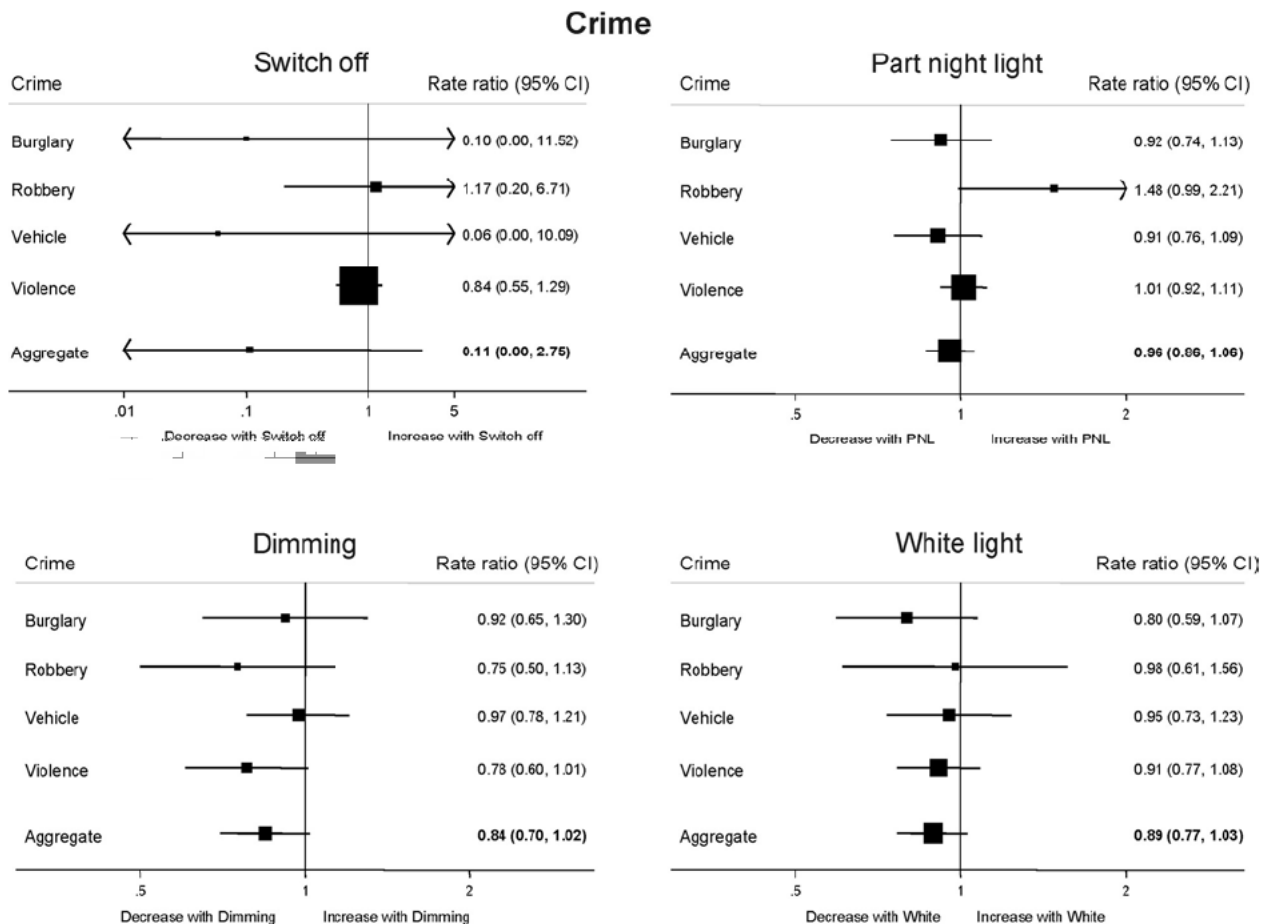 Crime
Switch off
Crime Rate ratio (95% CI)
Burglary 0.10 (0.00, 11.52)
Robbery 1.17 (0.20, 6.71)
Vehicle 0.06 (0.00, 10.09)
Violence 0.84 (0.55, 1.29)
Aggregate 0.11 (0.00, 2.75)
.01 .1 1 5
Decrease with Switch off Increase with Switch off
Part night light
Crime Rate ratio (95% CI)
Burglary 0.92 (0.74, 1.13)
Robbery 1.48 (0.99, 2.21)
Vehicle 0.91 (0.76, 1.09)
Violence 1.01 (0.92, 1.11)
Aggregate 0.96 (0.86, 1.06)
.5 1 2
Decrease with PNL Increase with PNL
Dimming
Crime Rate ratio (95% CI)
Burglary 0.92 (0.65, 1.30)
Robbery 0.75 (0.50, 1.13)
Vehicle 0.97 (0.78, 1.21)
Violence 0.78 (0.60, 1.01)
Aggregate 0.84 (0.70, 1.02)
.5 1 2
Decrease with Dimming Increase with Dimming
White light
Crime Rate ratio (95% CI)
Burglary 0.80 (0.59, 1.07)
Robbery 0.98 (0.61, 1.56)
Vehicle 0.95 (0.73, 1.23)
Violence 0.91 (0.77, 1.08)
Aggregate 0.89 (0.77, 1.03)
.5 1 2
Decrease with White Increase with White